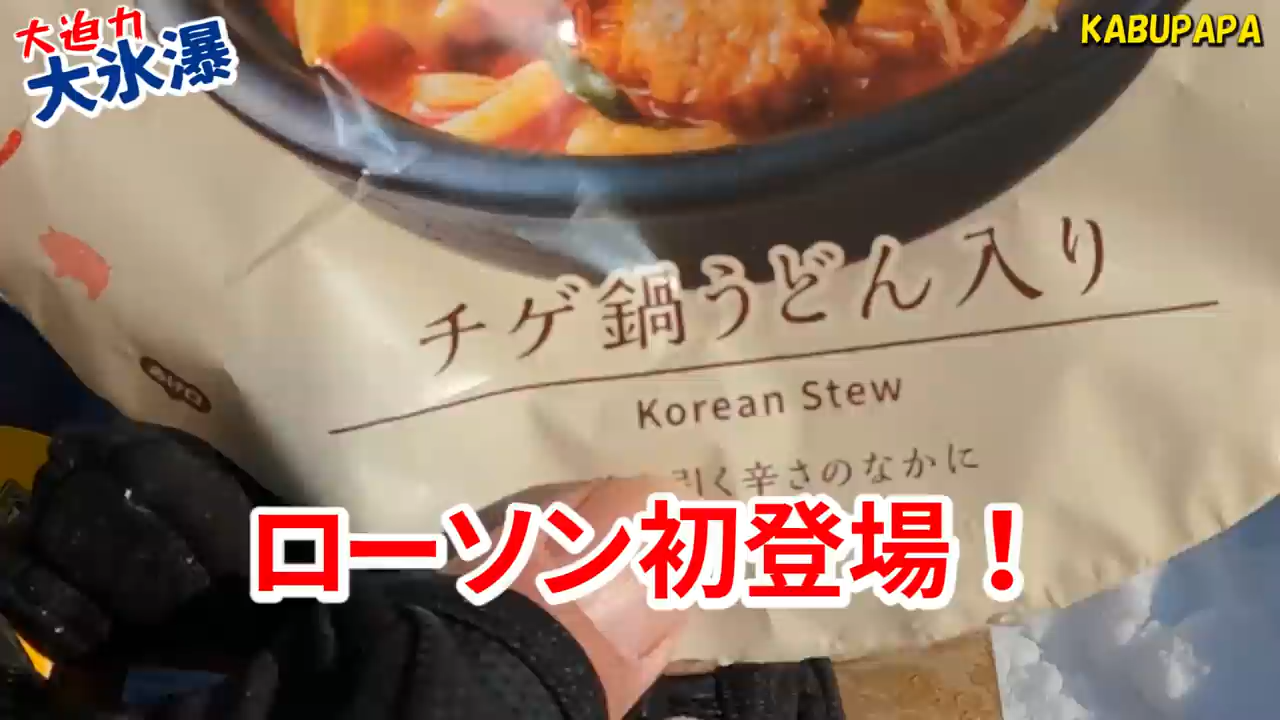 大迫力
大氷瀑
KABUPAPA
チゲ鍋うどん入り
Korean Stew
引く辛さのなかに
ローソン初登場！